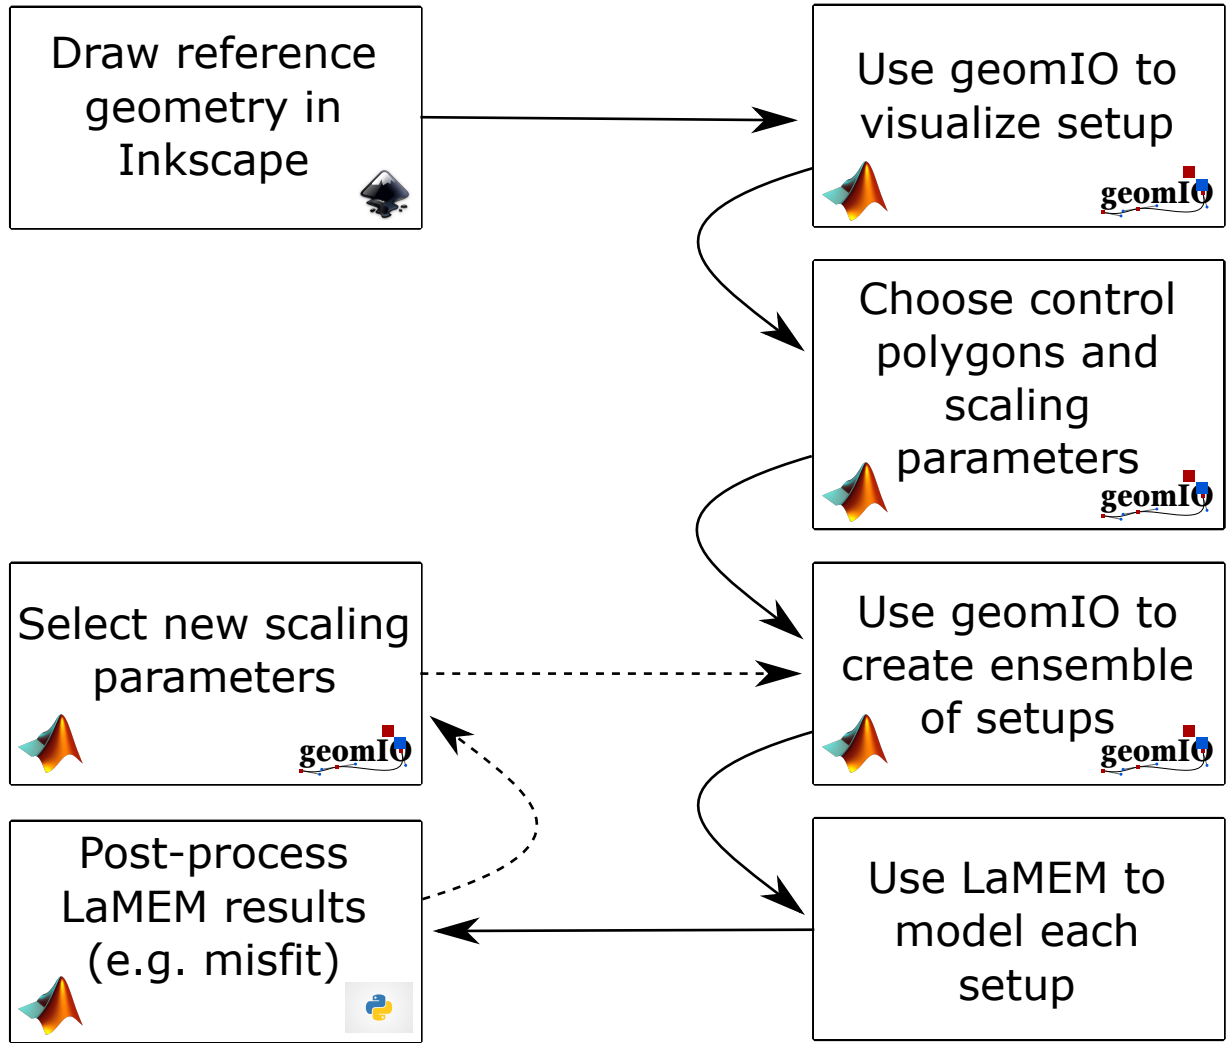 Draw reference
geometry in
Inkscape
Use geomIO to
visualize setup
geomIO
Choose control
polygons and
scaling
parameters
geomIO
Select new scaling
parameters
geomIO
Use geomIO to
create ensemble
of setups
geomIO
Post-process
LaMEM results
(e.g. misfit)
Use LaMEM to
model each
setup